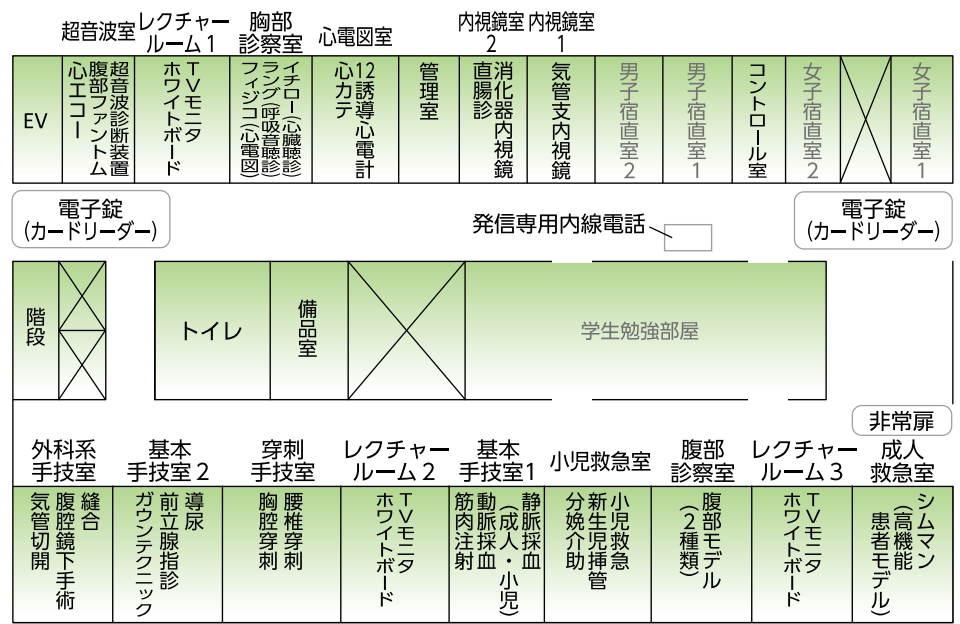 超音波室
レクチャー
ルーム1
胸部
診察室
心電図室
内視鏡室
2
内視鏡室
1
EV
超音波診断装置
腹部ファントム
心エコー
TVモニタ
ホワイトボード
イチロー(心臓聴診)
ラング(呼吸音聴診)
フィジコ(心電図)
12誘導心電計
心カテ
管理室
消化器内視鏡
直腸診
気管支内視鏡
男子宿直室2
男子宿直室1
コントロール室
女子宿直室2
女子宿直室1
電子錠
(カードリーダー)
発信専用内線電話
電子錠
(カードリーダー)
階段
トイレ
備品室
学生勉強部屋
非常扉
外科系
手技室
基本
手技室2
穿刺
手技室
レクチャー
ルーム2
基本
手技室1
小児救急室
腹部
診察室
レクチャー
ルーム3
成人
救急室
縫合
腹腔鏡下手術
気管切開
導尿
前立腺指診
ガウンテクニック
腰椎穿刺
胸腔穿刺
TVモニタ
ホワイトボード
静脈採血
(成人・小児)
動脈採血
筋肉注射
小児救急
新生児挿管
分娩介助
腹部モデル
(2種類)
TVモニタ
ホワイトボード
シムマン
(高機能
患者モデル)